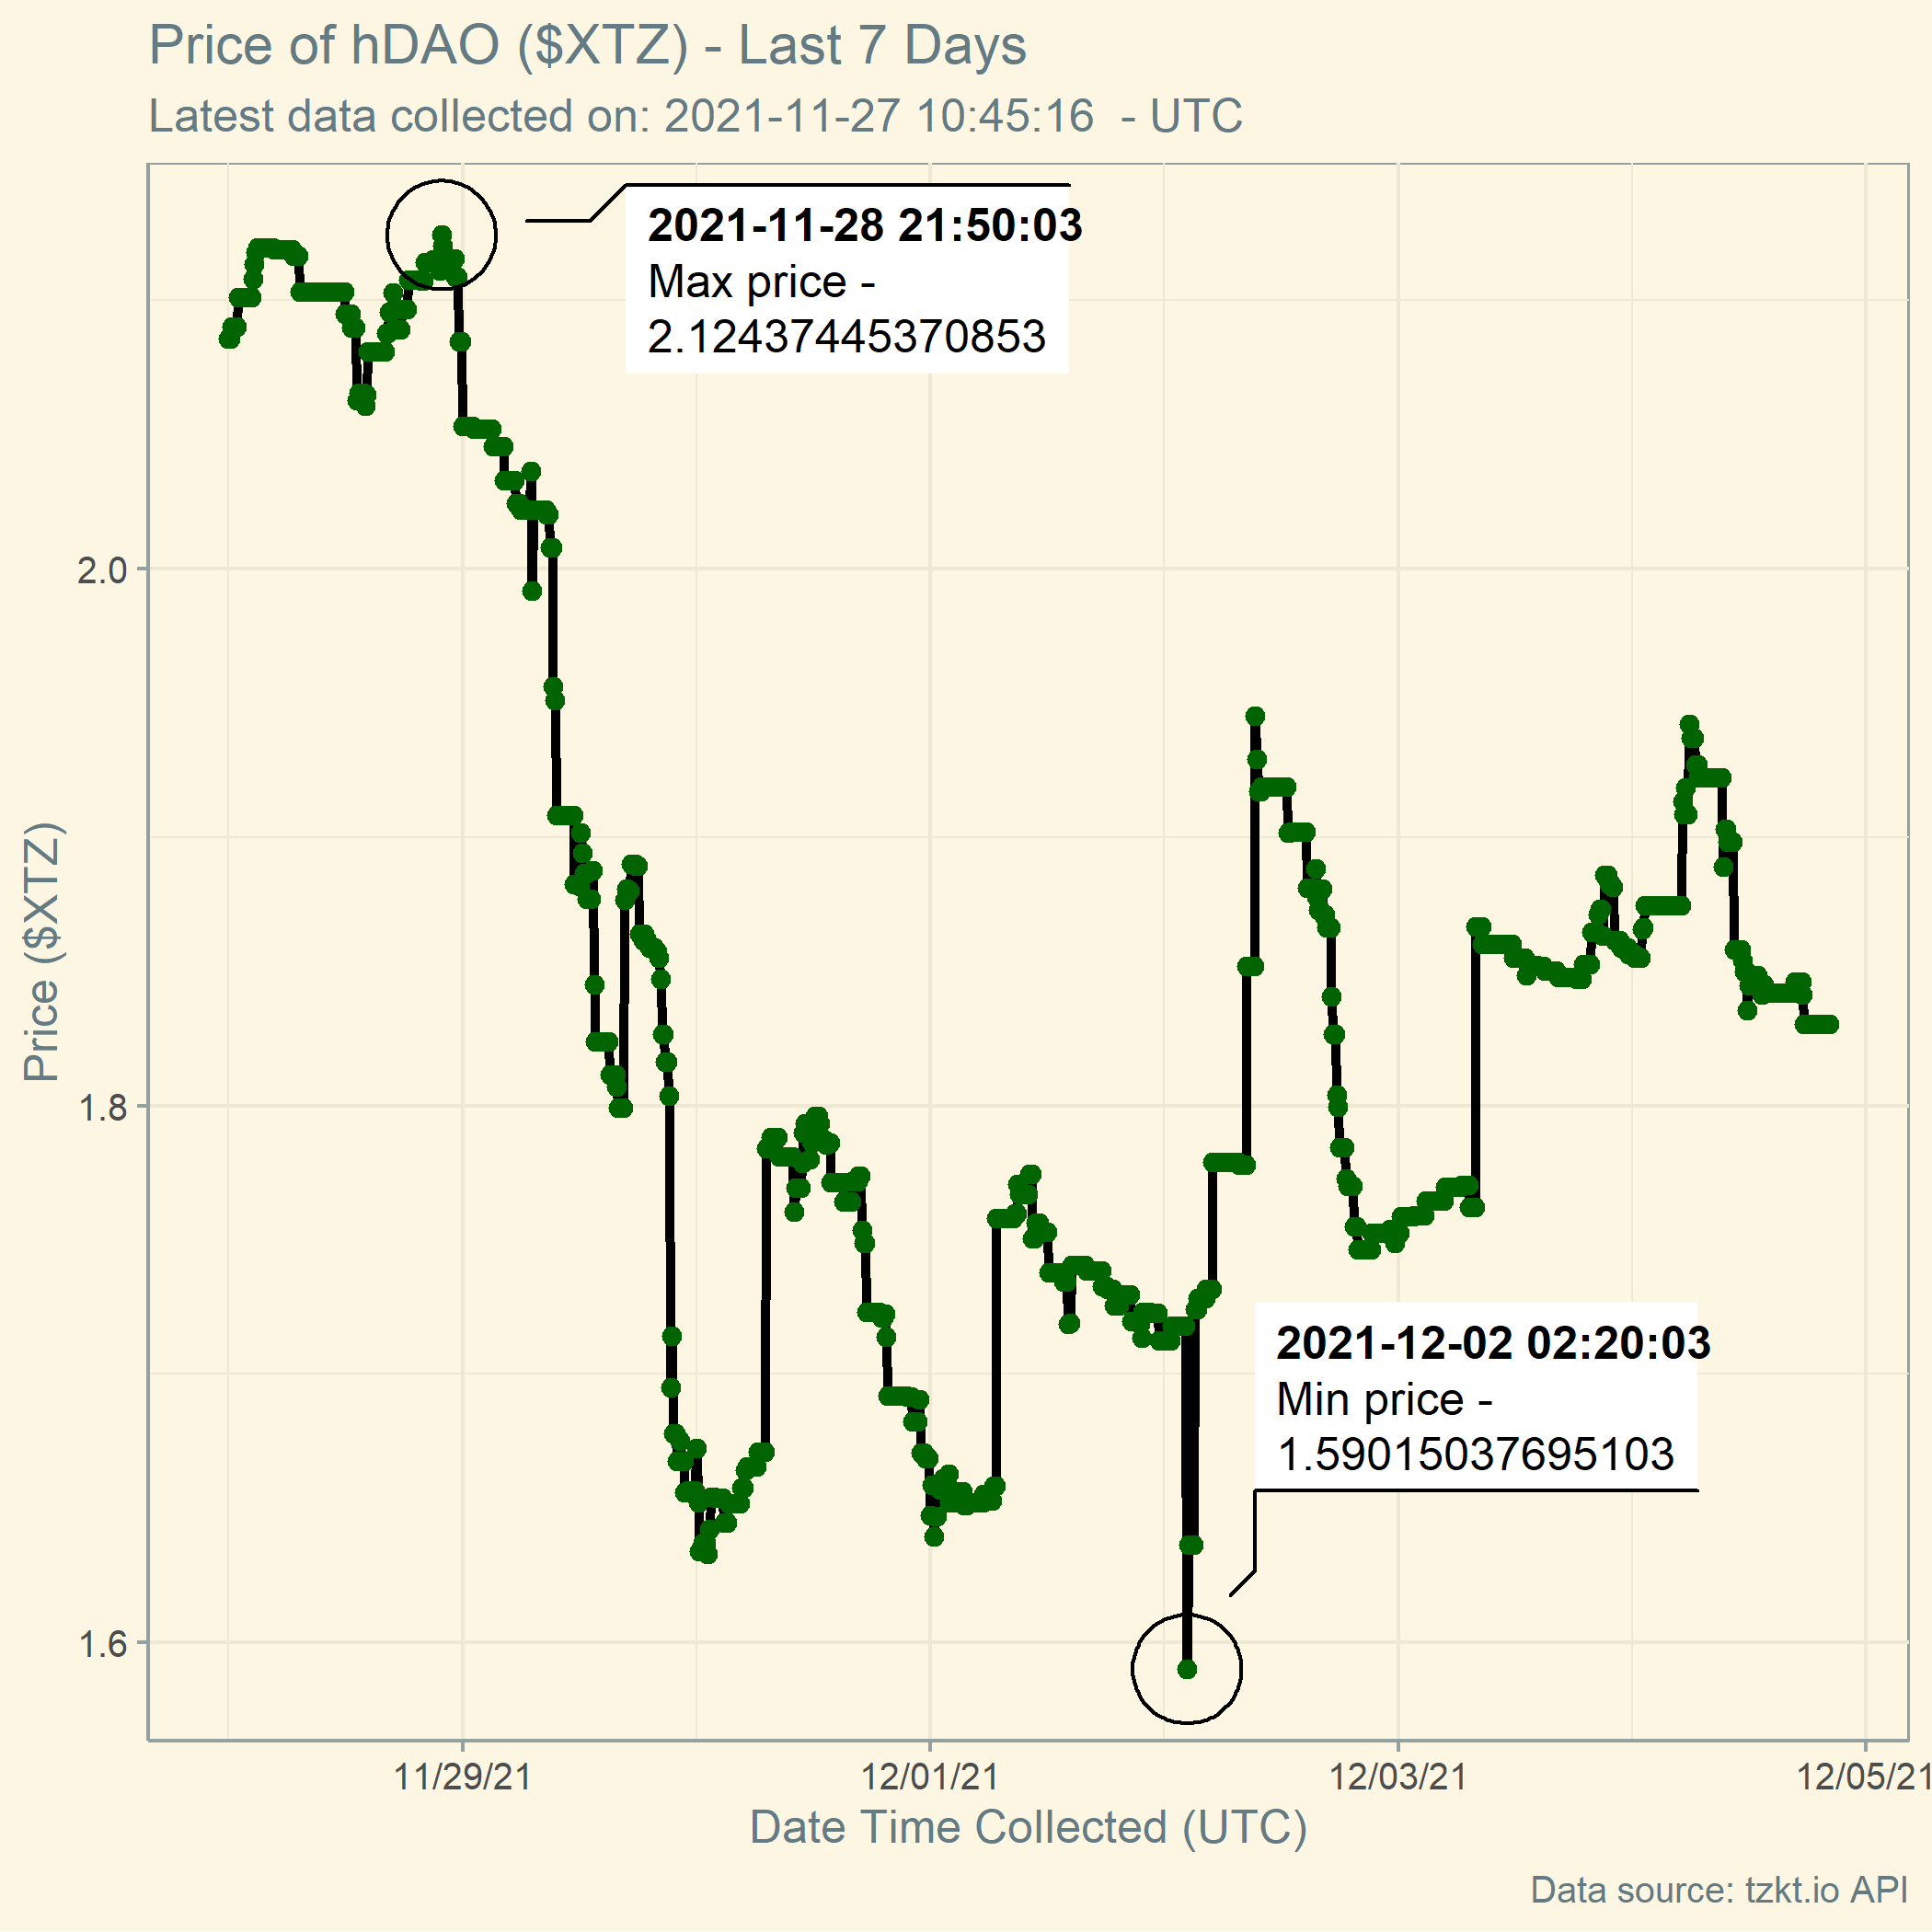 Price of hDAO ($XTZ) - Last 7 Days
Latest data collected on: 2021-11-27 10:45:16  - UTC
2021-11-28 21:50:03
Max price -
2.12437445370853
2.0
1.8
1.6
Price ($XTZ)
2021-12-02 02:20:03
Min price -
1.59015037695103
11/29/21
12/01/21
12/03/21
12/05/21
Date Time Collected (UTC)
Data source: tzkt.io API